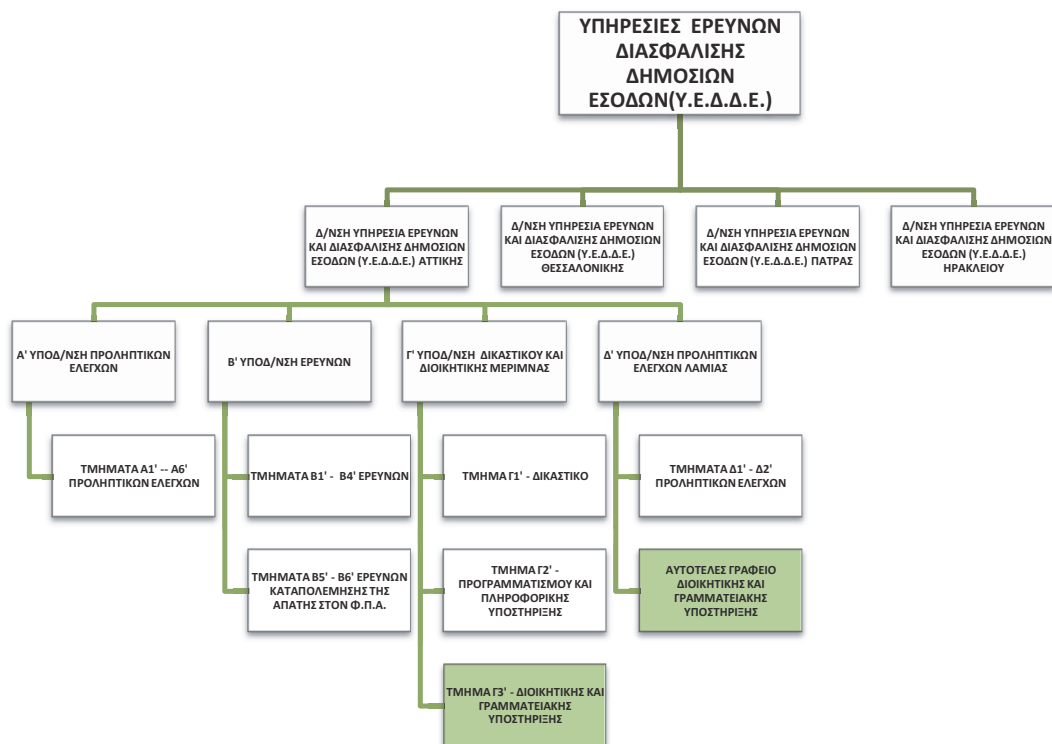 ΥΠΗΡΕΣΙΕΣ ΕΡΕΥΝΩΝ
ΔΙΑΣΦΑΛΙΣΗΣ
ΔΗΜΟΣΙΩΝ
ΕΣΟΔΩΝ(Υ.Ε.Δ.Δ.Ε.)
Δ/ΝΣΗ ΥΠΗΡΕΣΙΑ ΕΡΕΥΝΩΝ
ΚΑΙ ΔΙΑΣΦΑΛΙΣΗΣ ΔΗΜΟΣΙΩΝ
ΕΣΟΔΩΝ (Υ.Ε.Δ.Δ.Ε.) ΑΤΤΙΚΗΣ
Δ/ΝΣΗ ΥΠΗΡΕΣΙΑ ΕΡΕΥΝΩΝ
ΚΑΙ ΔΙΑΣΦΑΛΙΣΗΣ ΔΗΜΟΣΙΩΝ
ΕΣΟΔΩΝ (Υ.Ε.Δ.Δ.Ε.)
ΘΕΣΣΑΛΟΝΙΚΗΣ
Δ/ΝΣΗ ΥΠΗΡΕΣΙΑ ΕΡΕΥΝΩΝ
ΚΑΙ ΔΙΑΣΦΑΛΙΣΗΣ ΔΗΜΟΣΙΩΝ
ΕΣΟΔΩΝ (Υ.Ε.Δ.Δ.Ε.) ΠΑΤΡΑΣ
Δ/ΝΣΗ ΥΠΗΡΕΣΙΑ ΕΡΕΥΝΩΝ
ΚΑΙ ΔΙΑΣΦΑΛΙΣΗΣ ΔΗΜΟΣΙΩΝ
ΕΣΟΔΩΝ (Υ.Ε.Δ.Δ.Ε.)
ΗΡΑΚΛΕΙΟΥ
Α' ΥΠΟΔ/ΝΣΗ ΠΡΟΛΗΠΤΙΚΩΝ
ΕΛΕΓΧΩΝ
Β' ΥΠΟΔ/ΝΣΗ ΕΡΕΥΝΩΝ
Γ' ΥΠΟΔ/ΝΣΗ ΔΙΚΑΣΤΙΚΟΥ ΚΑΙ
ΔΙΟΙΚΗΤΙΚΗΣ ΜΕΡΙΜΝΑΣ
Δ' ΥΠΟΔ/ΝΣΗ ΠΡΟΛΗΠΤΙΚΩΝ
ΕΛΕΓΧΩΝ ΛΑΜΙΑΣ
ΤΜΗΜΑΤΑ Α1' -- Α6'
ΠΡΟΛΗΠΤΙΚΩΝ ΕΛΕΓΧΩΝ
ΤΜΗΜΑΤΑ Β1' - Β4' ΕΡΕΥΝΩΝ
ΤΜΗΜΑ Γ1' - ΔΙΚΑΣΤΙΚΟ
ΤΜΗΜΑΤΑ Δ1' - Δ2'
ΠΡΟΛΗΠΤΙΚΩΝ ΕΛΕΓΧΩΝ
ΤΜΗΜΑΤΑ Β5' - Β6' ΕΡΕΥΝΩΝ
ΚΑΤΑΠΟΛΕΜΗΣΗΣ ΤΗΣ
ΑΠΑΤΗΣ ΣΤΟΝ Φ.Π.Α.
ΤΜΗΜΑ Γ2' -
ΠΡΟΓΡΑΜΜΑΤΙΣΜΟΥ ΚΑΙ
ΠΛΗΡΟΦΟΡΙΚΗΣ
ΥΠΟΣΤΗΡΙΞΗΣ
ΑΥΤΟΤΕΛΕΣ ΓΡΑΦΕΙΟ
ΔΙΟΙΚΗΤΙΚΗΣ ΚΑΙ
ΓΡΑΜΜΑΤΕΙΑΚΗΣ
ΥΠΟΣΤΗΡΙΞΗΣ
ΤΜΗΜΑ Γ3' - ΔΙΟΙΚΗΤΙΚΗΣ ΚΑΙ
ΓΡΑΜΜΑΤΕΙΑΚΗΣ
ΥΠΟΣΤΗΡΙΞΗΣ